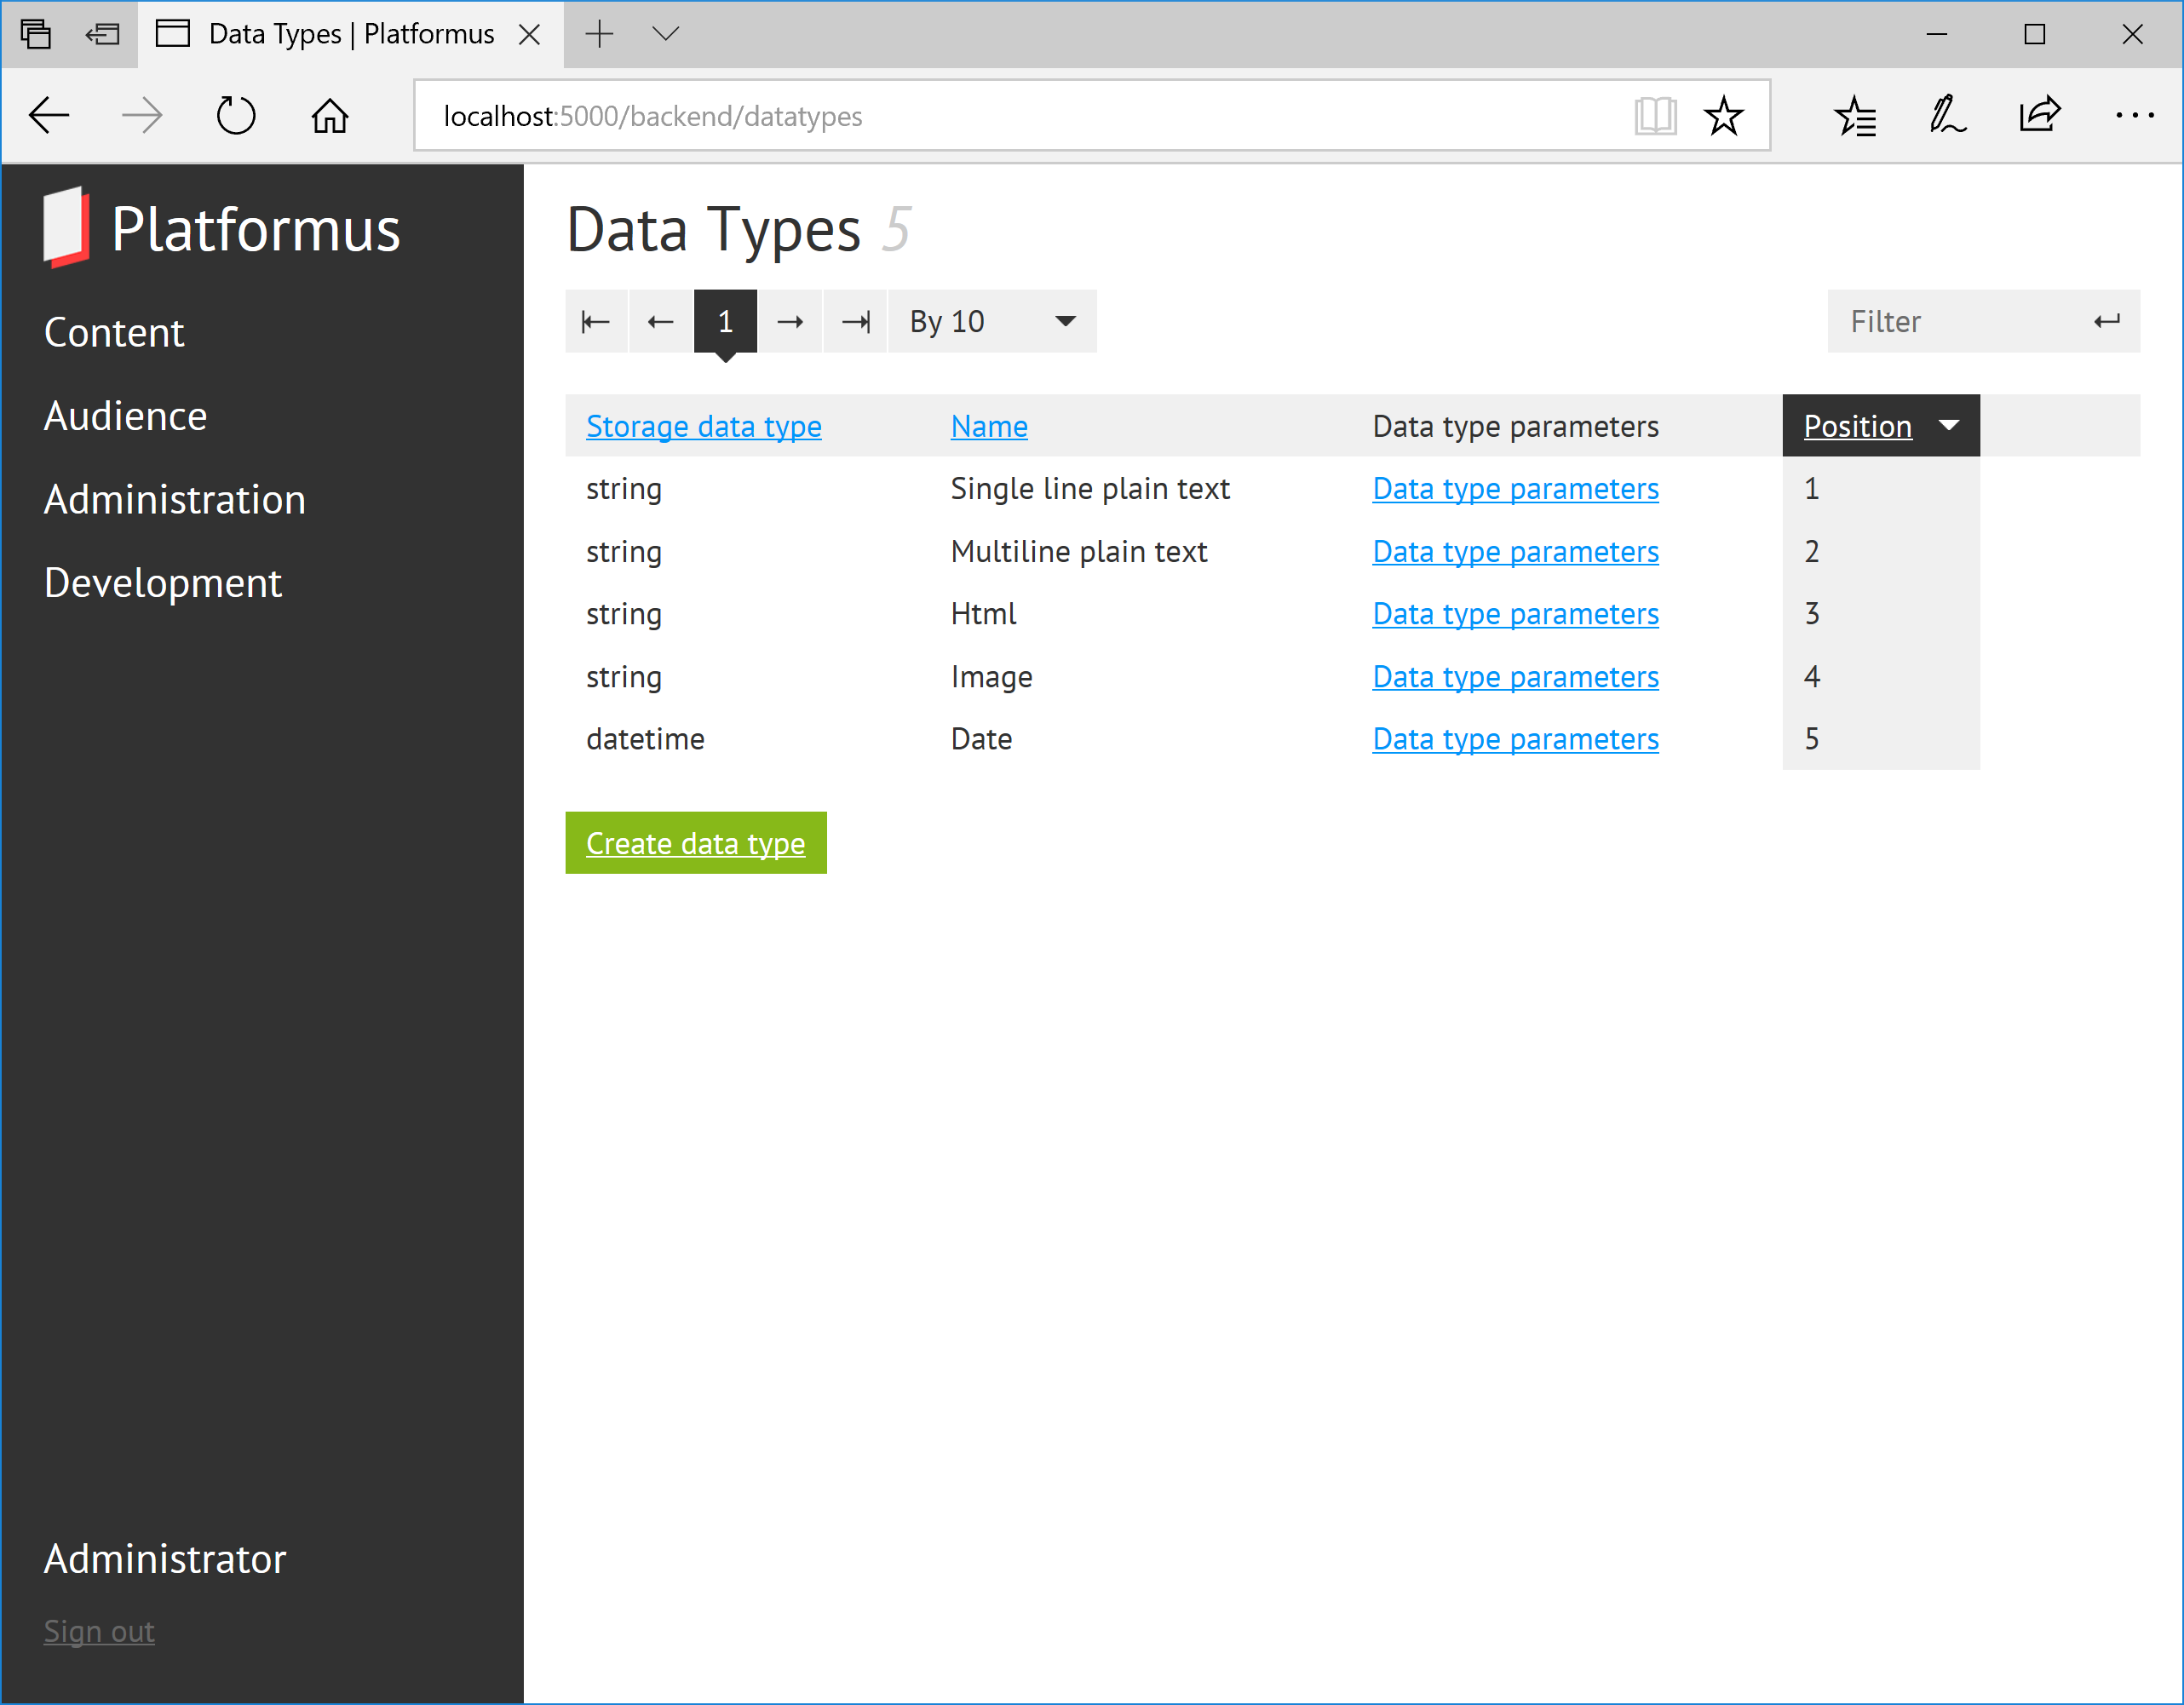 Data Types | Platformus
localhost:5000/backend/datatypes
Platformus
Content
Audience
Administration
Development
Administrator
Sign out
Data Types 5
1 By 10 Filter
Storage data type Name Data type parameters Position
string Single line plain text Data type parameters 1
string Multiline plain text Data type parameters 2
string Html Data type parameters 3
string Image Data type parameters 4
datetime Date Data type parameters 5
Create data type